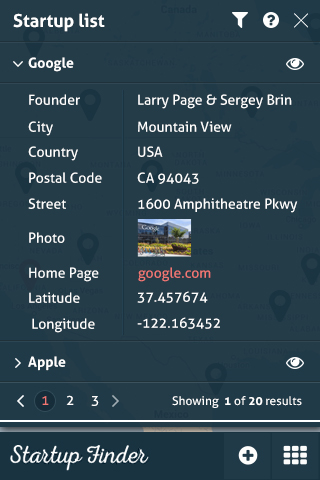 Startup list
Google
Founder Larry Page & Sergey Brin
City Mountain View
Country USA
Postal Code CA 94043
Street 1600 Amphitheatre Pkwy
Photo
Home Page google.com
Latitude 37.457674
Longitude -122.163452
Apple
1 2 3 Showing 1 of 20 results
Startup Finder